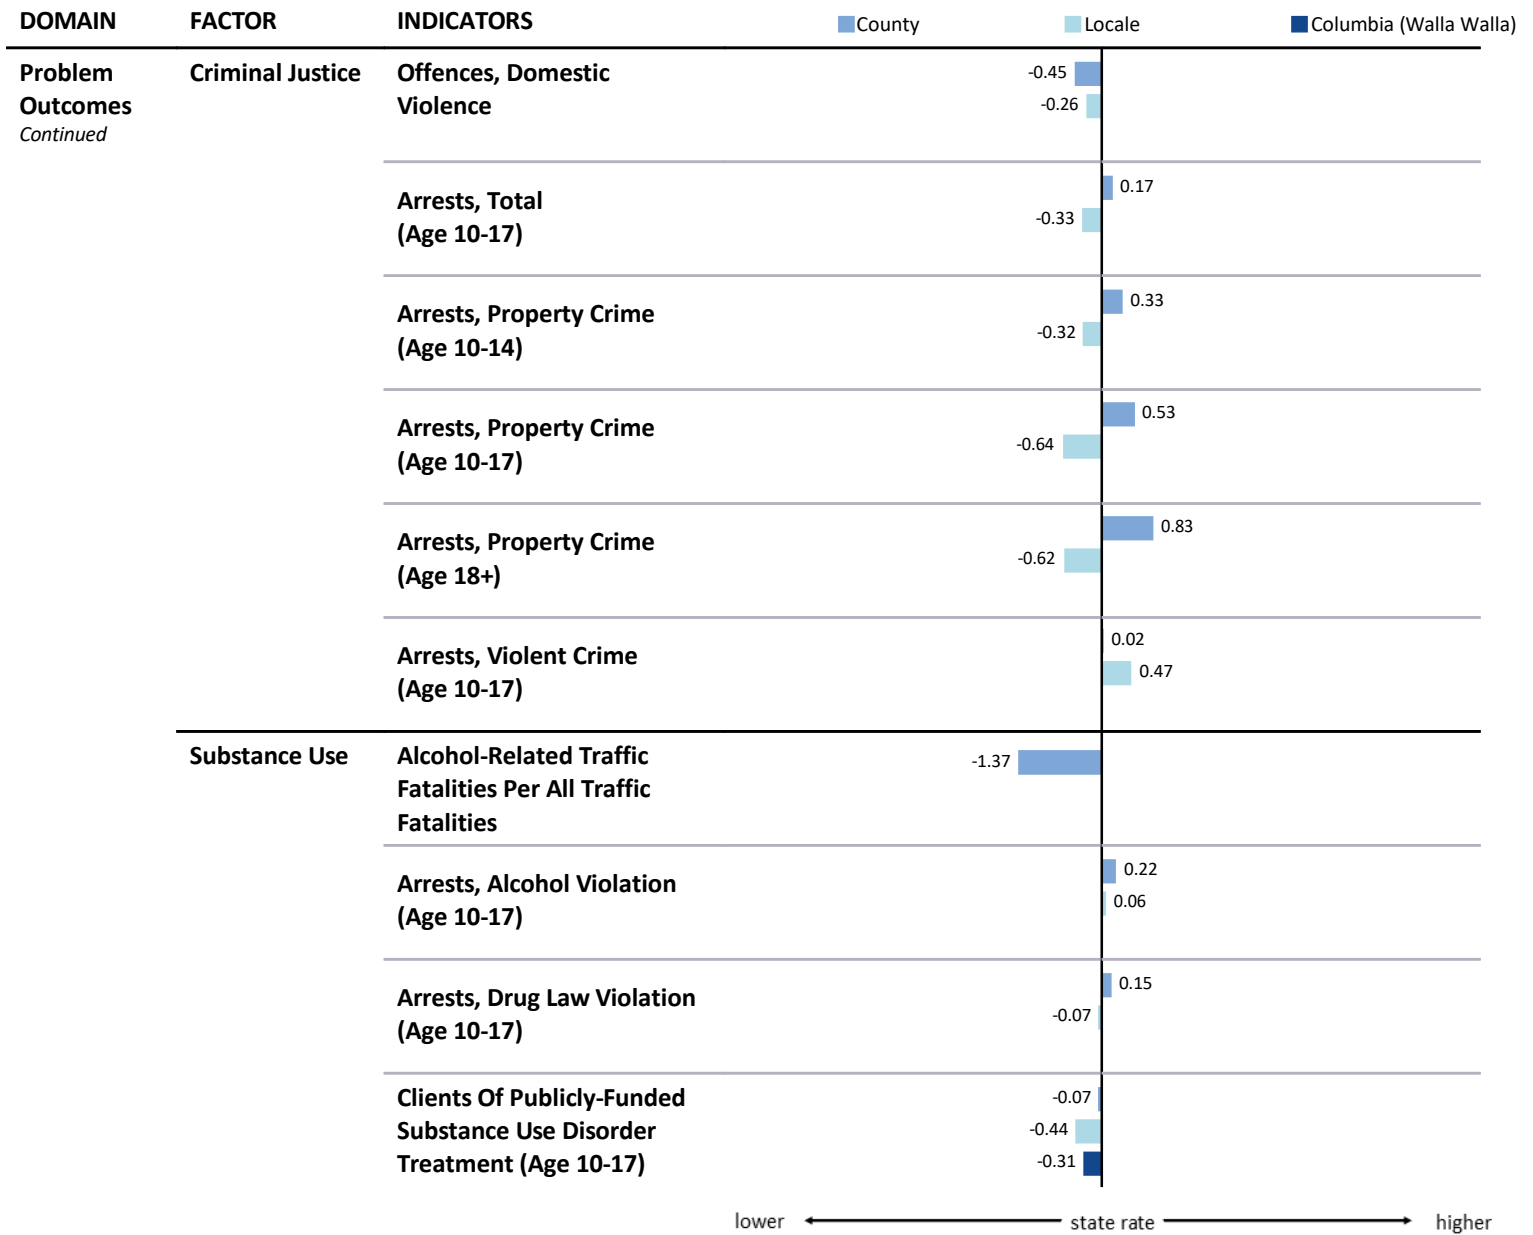 DOMAIN FACTOR INDICATORS County Locale Columbia (Walla Walla)
Problem Criminal Justice Offences, Domestic -0.45
Outcomes Violence -0.26
Continued
0.17
Arrests, Total
-0.33
(Age 10-17)
0.33
Arrests, Property Crime
-0.32
(Age 10-14)
0.53
Arrests, Property Crime
-0.64
(Age 10-17)
0.83
Arrests, Property Crime
-0.62
(Age 18+)
0.02
Arrests, Violent Crime
0.47
(Age 10-17)
Substance Use Alcohol-Related Traffic -1.37
Fatalities Per All Traffic
Fatalities
0.22
Arrests, Alcohol Violation
0.06
(Age 10-17)
0.15
Arrests, Drug Law Violation
-0.07
(Age 10-17)
Clients Of Publicly-Funded -0.07
Substance Use Disorder -0.44
Treatment (Age 10-17) -0.31
lower state rate higher